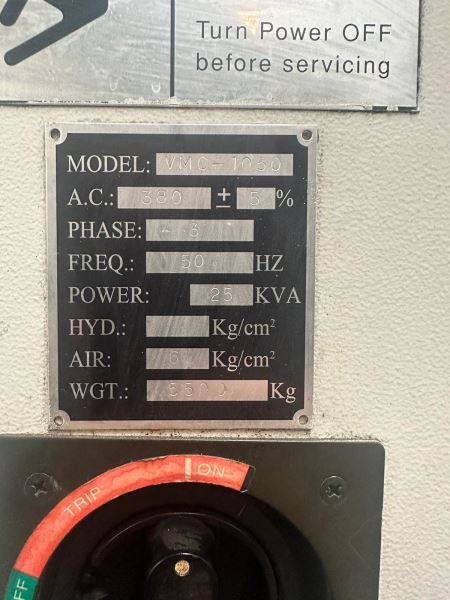 Turn Power OFF
before servicing
MODEL: VMC-1050
A.C.: 380 ± 5 %
PHASE: 3
FREQ.: 50 HZ
POWER: 25 KVA
HYD.: Kg/cm²
AIR: 6 Kg/cm²
WGT.: 5500 Kg
TRIP ON